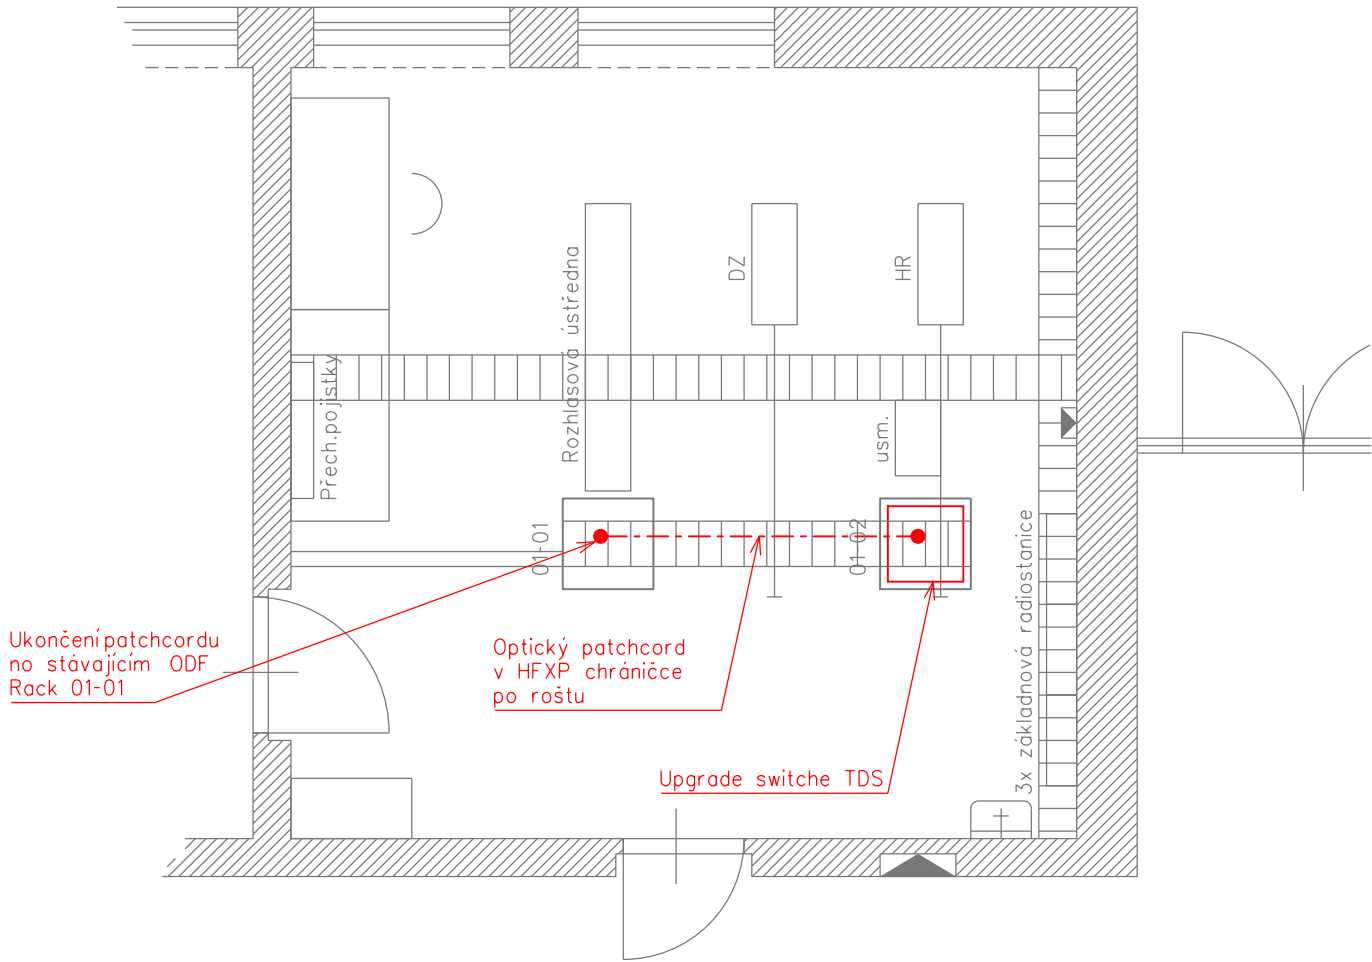 Rozhlasová ústředna
DZ
HR
Přech.pojistky
usm.
01-01
01-02
3x základnová radiostanice
Ukončení patchcordu
no stávajícím ODF
Rack 01-01
Optický patchcord
v HFXP chráničce
po roštu
Upgrade switche TDS